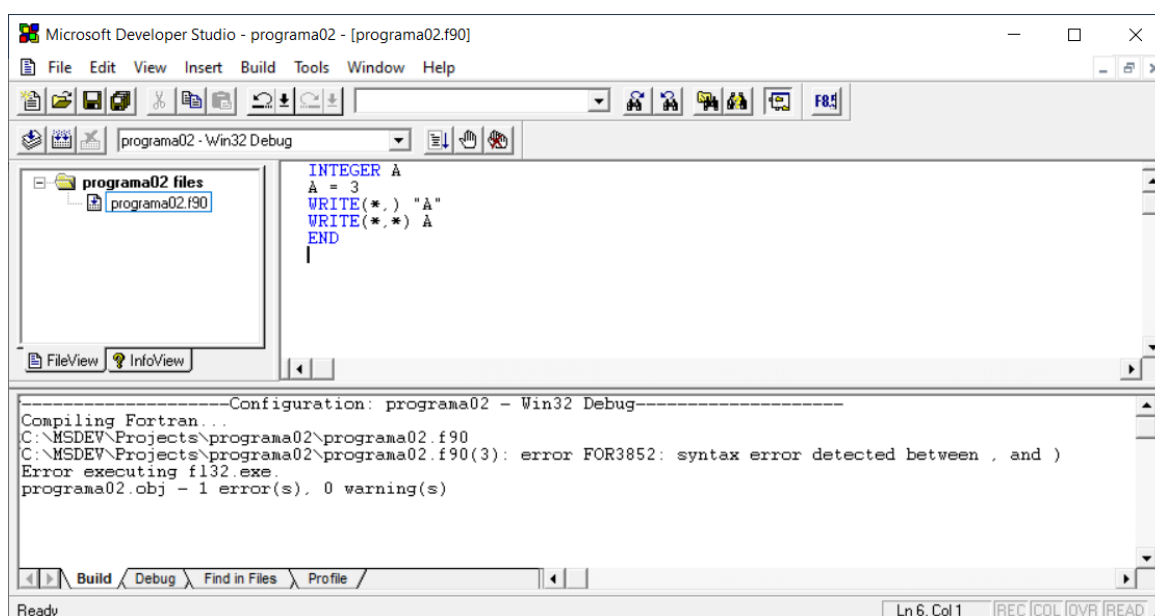 Microsoft Developer Studio - programa02 - [programa02.f90]
File Edit View Insert Build Tools Window Help
F8.f
programa02 - Win32 Debug
programa02 files
programa02.f90
INTEGER A
A = 3
WRITE(*,) "A"
WRITE(*,*) A
END
FileView InfoView
--------------------Configuration: programa02 - Win32 Debug--------------------
Compiling Fortran...
C:\MSDEV\Projects\programa02\programa02.f90
C:\MSDEV\Projects\programa02\programa02.f90(3): error FOR3852: syntax error detected between , and )
Error executing fl32.exe.
programa02.obj - 1 error(s), 0 warning(s)
Build Debug Find in Files Profile
Ready Ln 6, Col 1 REC COL OVR READ